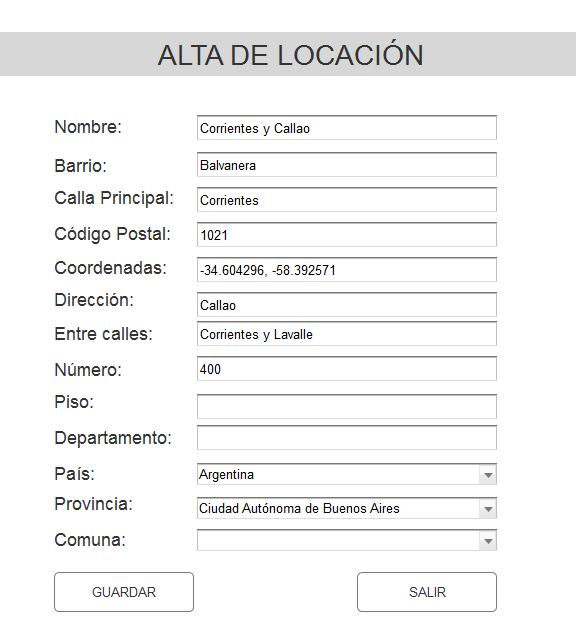 ALTA DE LOCACIÓN
Nombre: Corrientes y Callao
Barrio: Balvanera
Calla Principal: Corrientes
Código Postal: 1021
Coordenadas: -34.604296, -58.392571
Dirección: Callao
Entre calles: Corrientes y Lavalle
Número: 400
Piso:
Departamento:
País: Argentina
Provincia: Ciudad Autónoma de Buenos Aires
Comuna:
GUARDAR SALIR